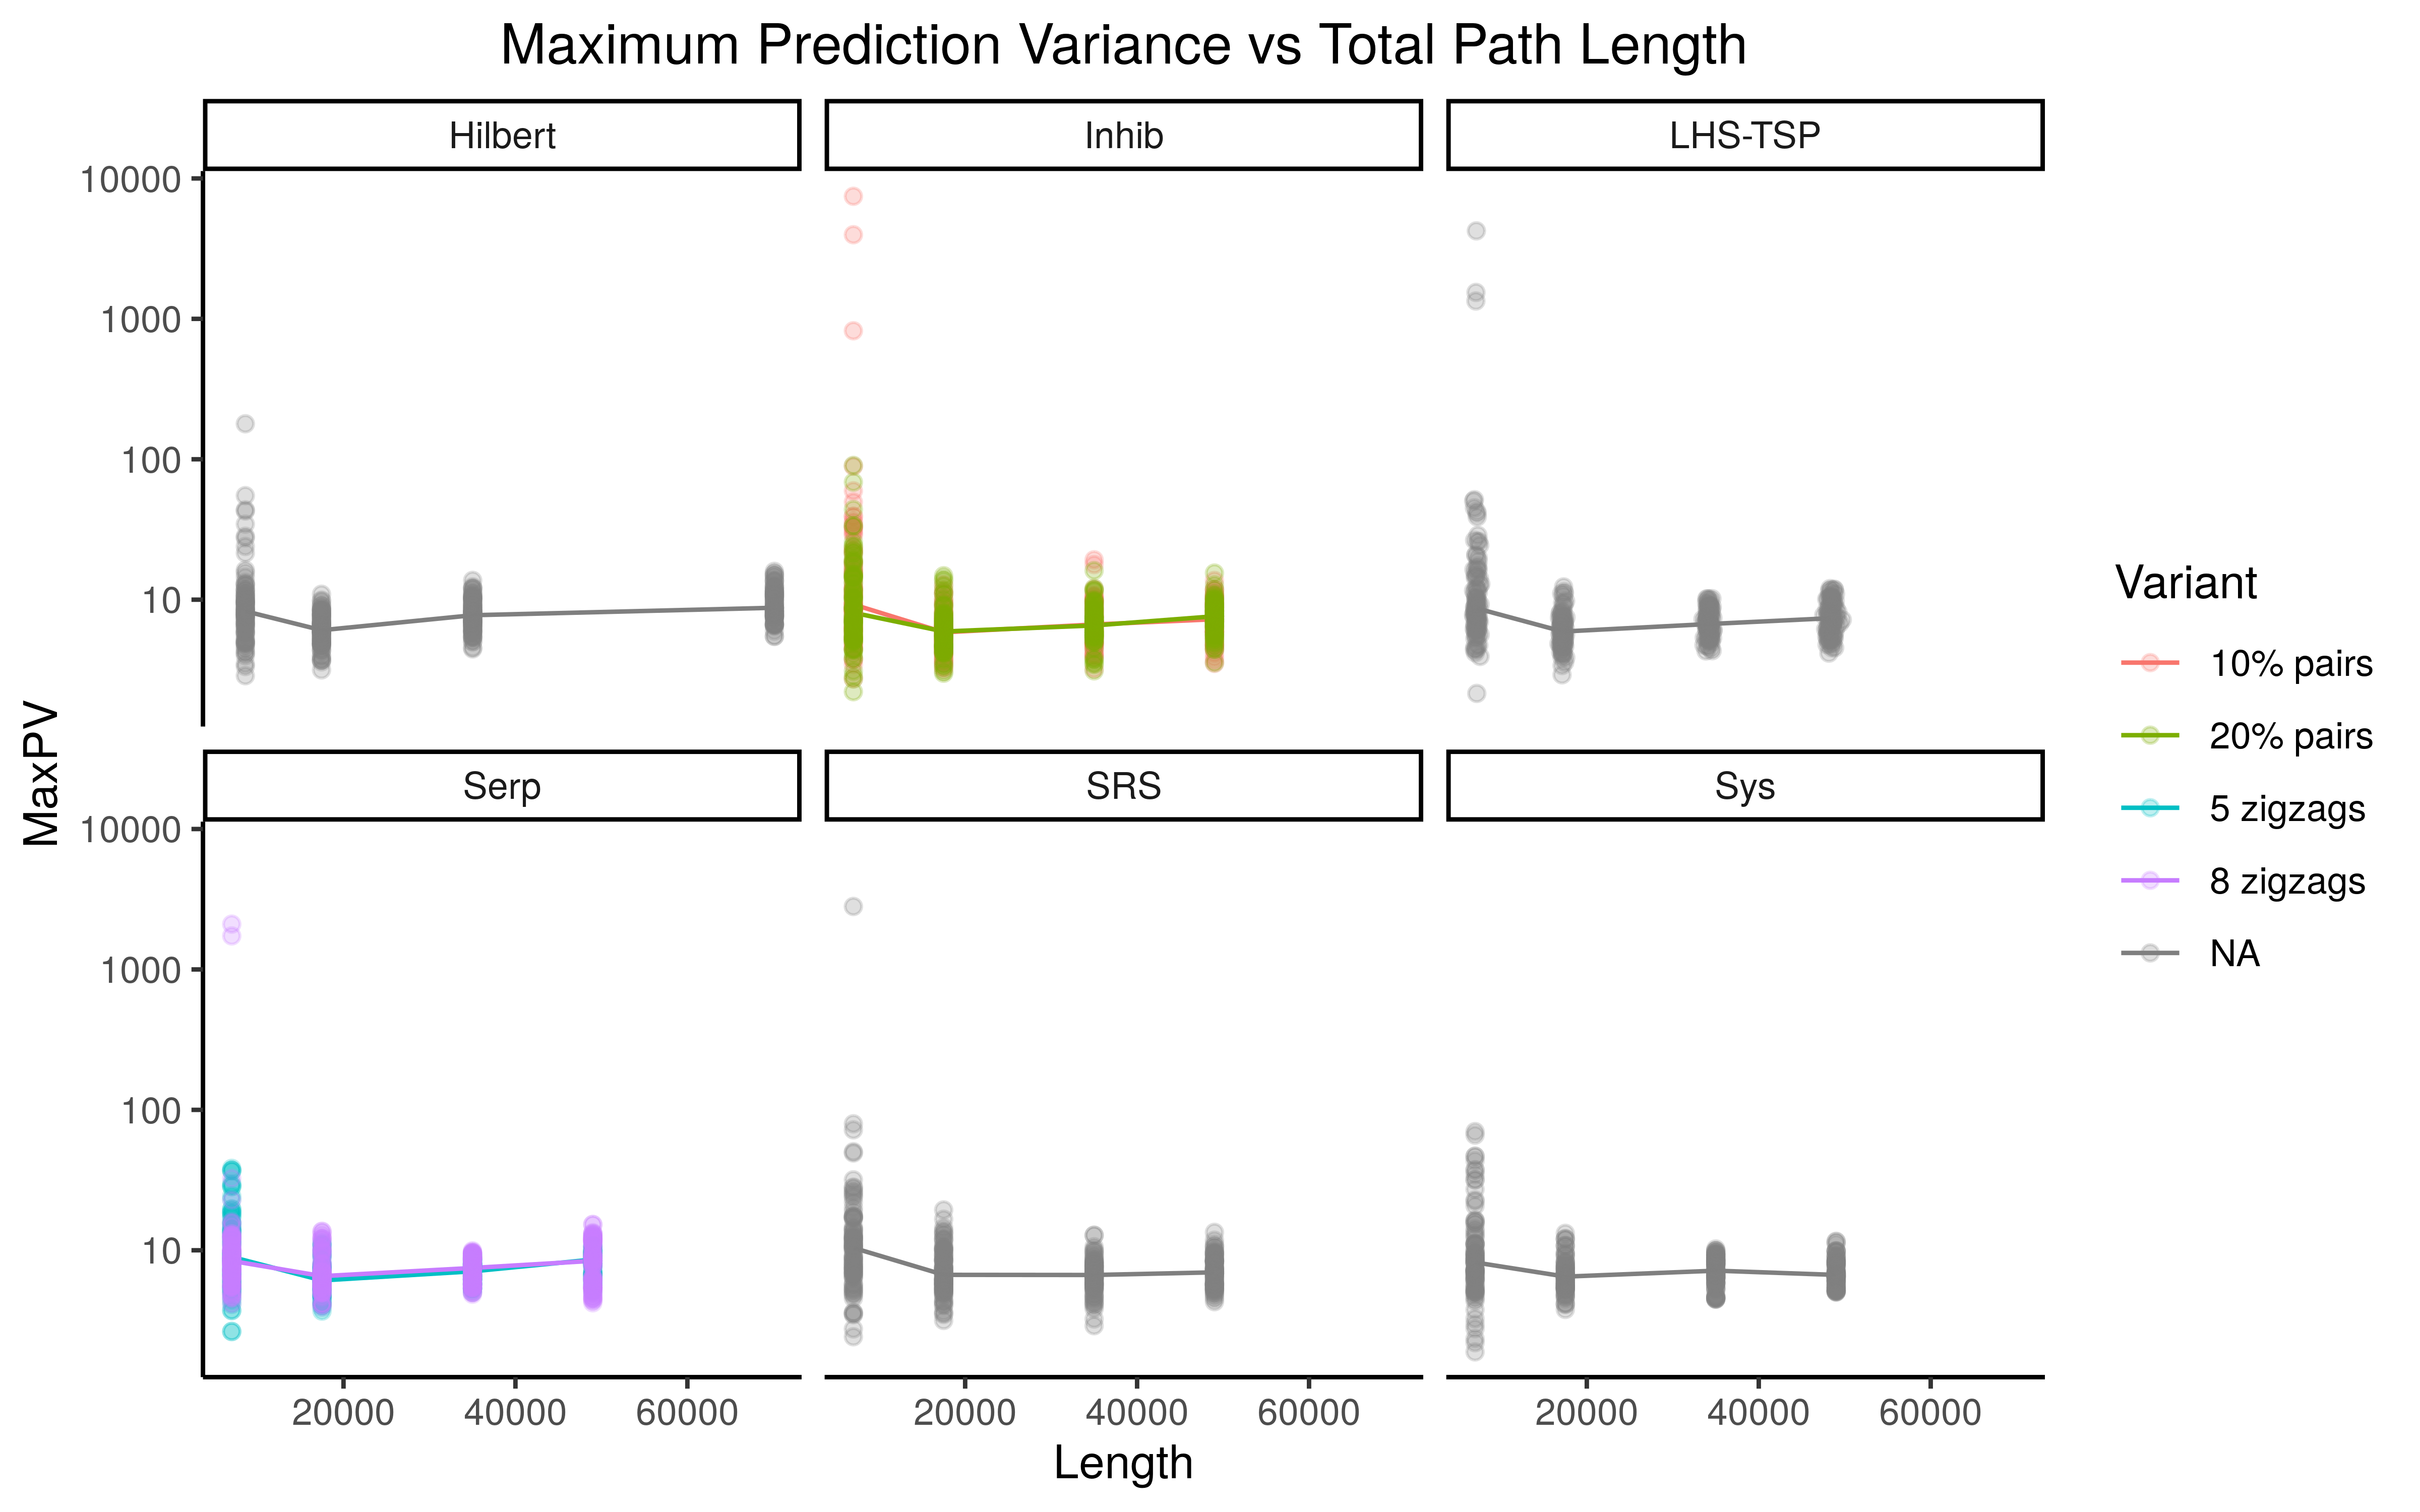 Maximum Prediction Variance vs Total Path Length
Hilbert
Inhib
LHS-TSP
10000
1000
100
10
Serp
SRS
Sys
10000
1000
100
10
20000 40000 60000
20000 40000 60000
20000 40000 60000
Length
MaxPV
Variant
10% pairs
20% pairs
5 zigzags
8 zigzags
NA